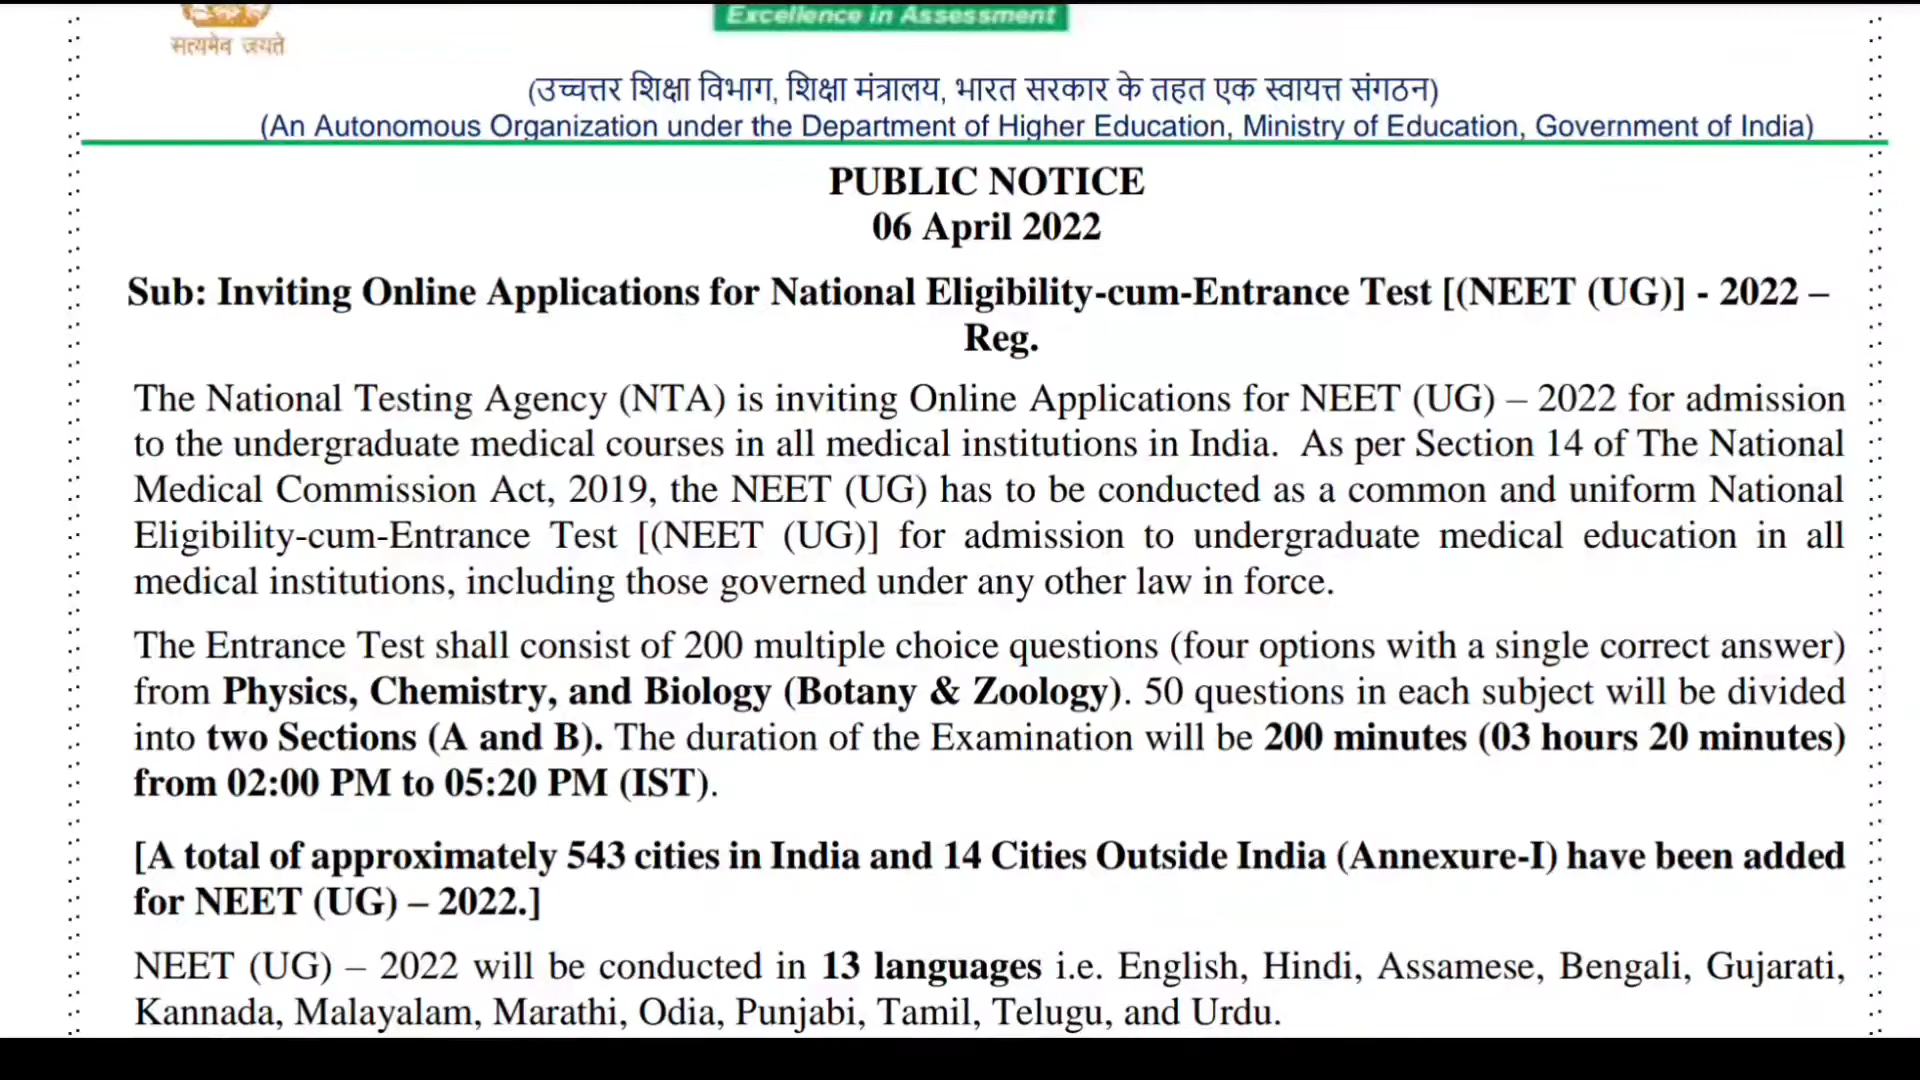 Excellence in Assessment
सत्यमेव जयते
(उच्चत्तर शिक्षा विभाग, शिक्षा मंत्रालय, भारत सरकार के तहत एक स्वायत्त संगठन)
(An Autonomous Organization under the Department of Higher Education, Ministry of Education, Government of India)
PUBLIC NOTICE
06 April 2022
Sub: Inviting Online Applications for National Eligibility-cum-Entrance Test [(NEET (UG)] - 2022 –
Reg.
The National Testing Agency (NTA) is inviting Online Applications for NEET (UG) – 2022 for admission
to the undergraduate medical courses in all medical institutions in India. As per Section 14 of The National
Medical Commission Act, 2019, the NEET (UG) has to be conducted as a common and uniform National
Eligibility-cum-Entrance Test [(NEET (UG)] for admission to undergraduate medical education in all
medical institutions, including those governed under any other law in force.
The Entrance Test shall consist of 200 multiple choice questions (four options with a single correct answer)
from Physics, Chemistry, and Biology (Botany & Zoology). 50 questions in each subject will be divided
into two Sections (A and B). The duration of the Examination will be 200 minutes (03 hours 20 minutes)
from 02:00 PM to 05:20 PM (IST).
[A total of approximately 543 cities in India and 14 Cities Outside India (Annexure-I) have been added
for NEET (UG) – 2022.]
NEET (UG) – 2022 will be conducted in 13 languages i.e. English, Hindi, Assamese, Bengali, Gujarati,
Kannada, Malayalam, Marathi, Odia, Punjabi, Tamil, Telugu, and Urdu.